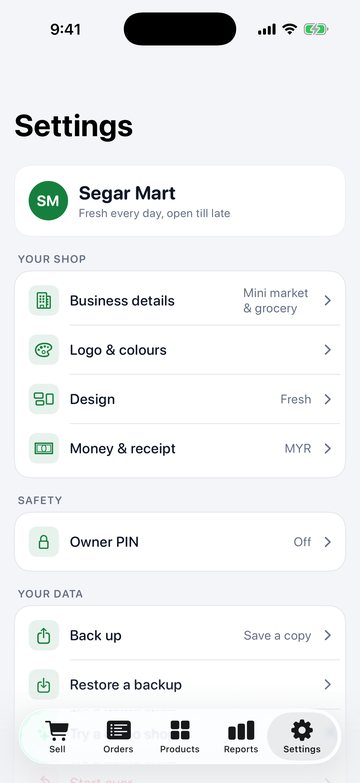 9:41
Settings
SM
Segar Mart
Fresh every day, open till late
YOUR SHOP
Business details
Mini market
& grocery
Logo & colours
Design
Fresh
Money & receipt
MYR
SAFETY
Owner PIN
Off
YOUR DATA
Back up
Save a copy
Restore a backup
Sell
Orders
Products
Reports
Settings
Start over